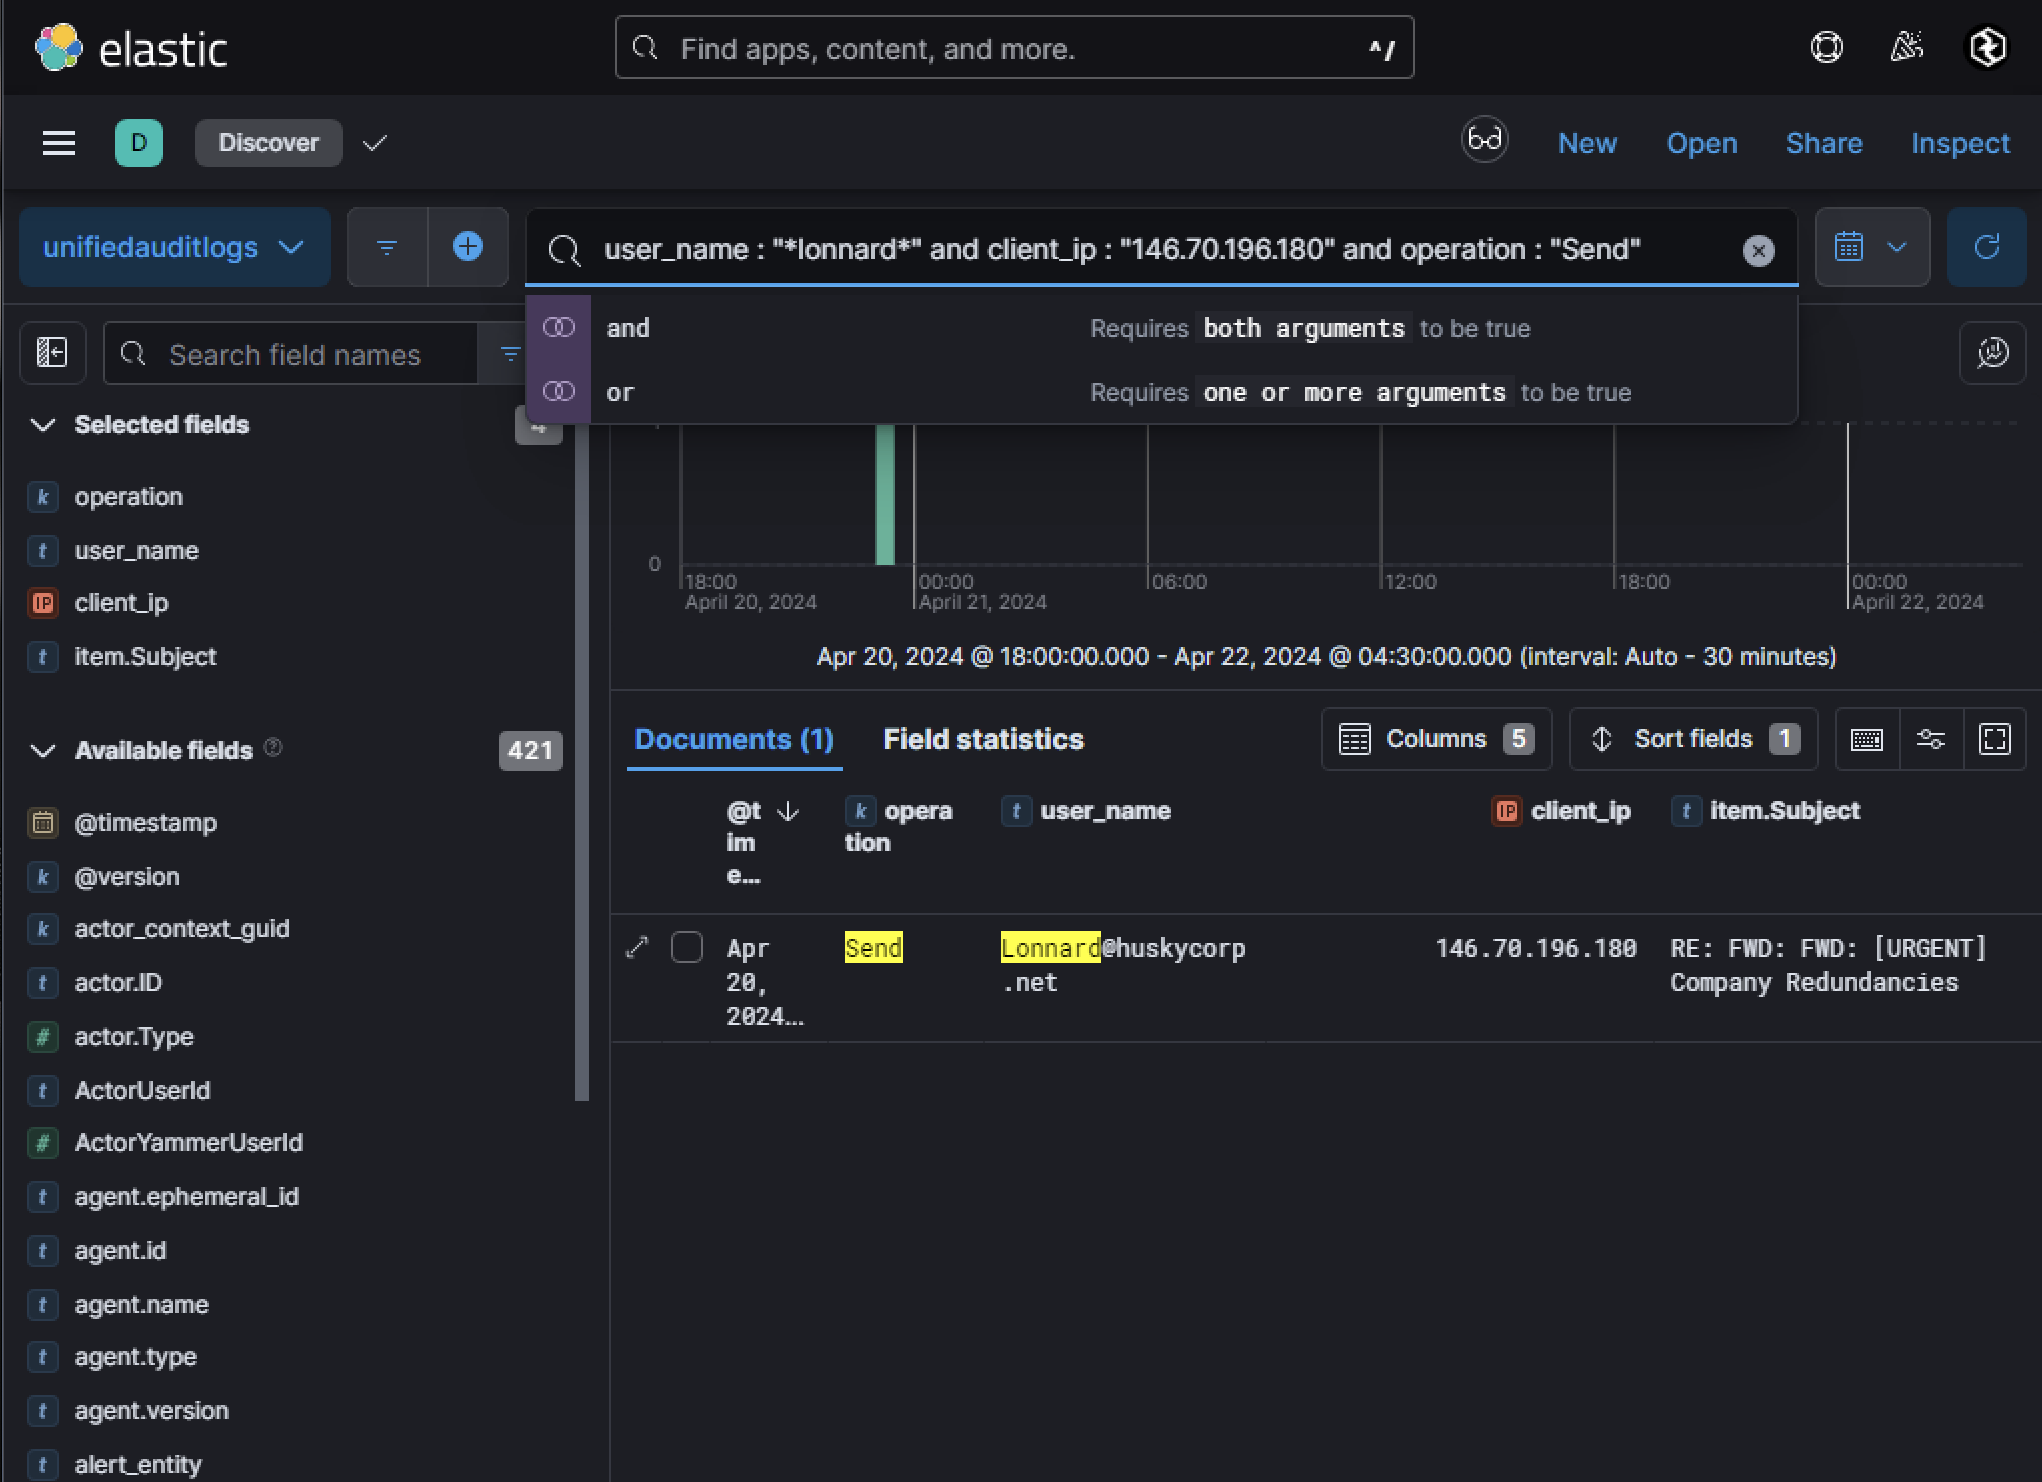 elastic
Find apps, content, and more.
^/
D
Discover
New
Open
Share
Inspect
unifiedauditlogs
user_name : "*lonnard*" and client_ip : "146.70.196.180" and operation : "Send"
and
Requires both arguments to be true
or
Requires one or more arguments to be true
Search field names
Selected fields
4
k operation
t user_name
IP client_ip
t item.Subject
Available fields
421
@timestamp
k @version
k actor_context_guid
t actor.ID
# actor.Type
t ActorUserId
# ActorYammerUserId
t agent.ephemeral_id
t agent.id
t agent.name
t agent.type
t agent.version
t alert_entity
0
18:00
April 20, 2024
00:00
April 21, 2024
06:00
12:00
18:00
00:00
April 22, 2024
Apr 20, 2024 @ 18:00:00.000 - Apr 22, 2024 @ 04:30:00.000 (interval: Auto - 30 minutes)
Documents (1)
Field statistics
Columns 5
Sort fields 1
@t
im
e...
k opera
tion
t user_name
IP client_ip
t item.Subject
Apr
20,
2024...
Send
Lonnard@huskycorp
.net
146.70.196.180
RE: FWD: FWD: [URGENT]
Company Redundancies